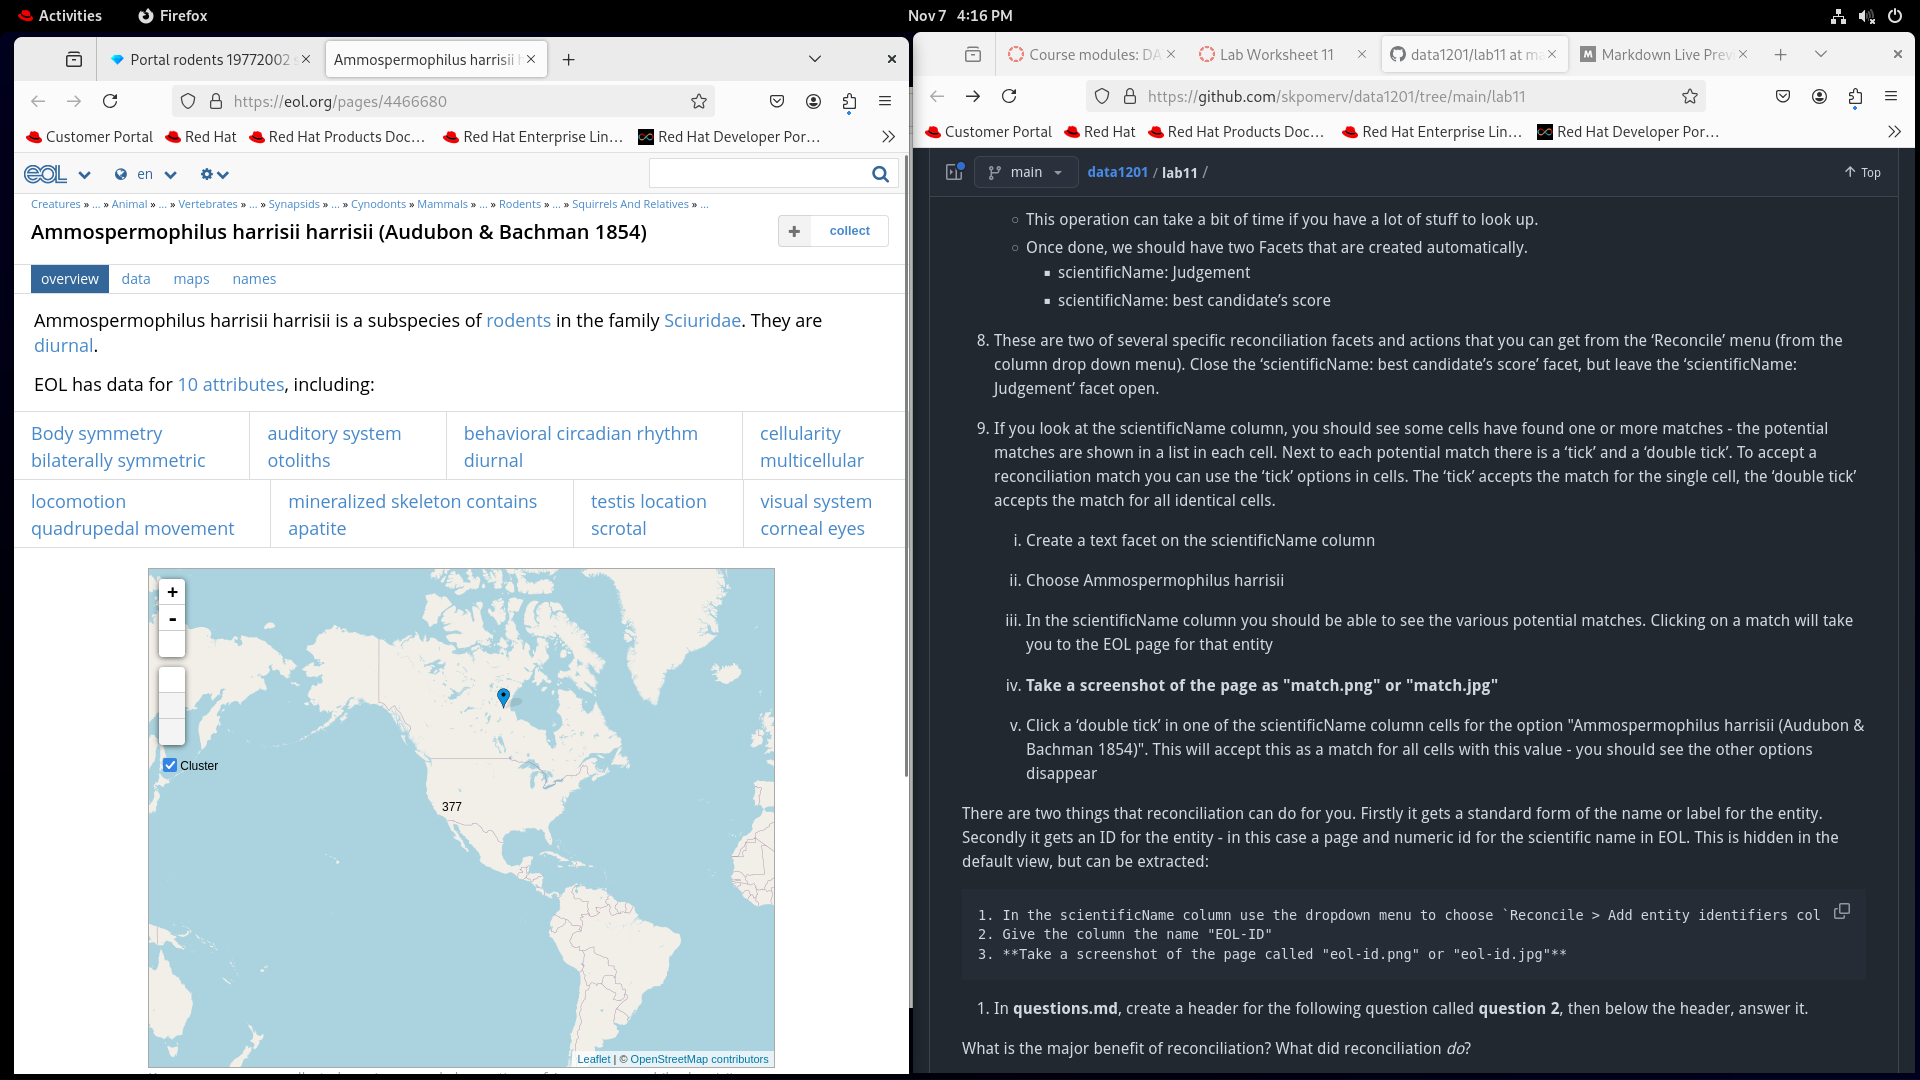 Activities
Firefox
Nov 7 4:16 PM
Portal rodents 19772002
Ammospermophilus harrisii
https://eol.org/pages/4466680
Customer Portal
Red Hat
Red Hat Products Doc…
Red Hat Enterprise Lin…
Red Hat Developer Por…
eol
en
Creatures » ... » Animal » ... » Vertebrates » ... » Synapsids » ... » Cynodonts » Mammals » ... » Rodents » ... » Squirrels And Relatives » ...
Ammospermophilus harrisii harrisii (Audubon & Bachman 1854)
+ collect
overview data maps names
Ammospermophilus harrisii harrisii is a subspecies of rodents in the family Sciuridae. They are
diurnal.
EOL has data for 10 attributes, including:
Body symmetry
bilaterally symmetric
auditory system
otoliths
behavioral circadian rhythm
diurnal
cellularity
multicellular
locomotion
quadrupedal movement
mineralized skeleton contains
apatite
testis location
scrotal
visual system
corneal eyes
+
-
Cluster
377
Leaflet | © OpenStreetMap contributors
Course modules: DA
Lab Worksheet 11
data1201/lab11 at ma
Markdown Live Previ
https://github.com/skpomerv/data1201/tree/main/lab11
Customer Portal
Red Hat
Red Hat Products Doc…
Red Hat Enterprise Lin…
Red Hat Developer Por…
main
data1201 / lab11 /
Top
This operation can take a bit of time if you have a lot of stuff to look up.
Once done, we should have two Facets that are created automatically.
scientificName: Judgement
scientificName: best candidate’s score
8. These are two of several specific reconciliation facets and actions that you can get from the ‘Reconcile’ menu (from the
column drop down menu). Close the ‘scientificName: best candidate’s score’ facet, but leave the ‘scientificName:
Judgement’ facet open.
9. If you look at the scientificName column, you should see some cells have found one or more matches - the potential
matches are shown in a list in each cell. Next to each potential match there is a ‘tick’ and a ‘double tick’. To accept a
reconciliation match you can use the ‘tick’ options in cells. The ‘tick’ accepts the match for the single cell, the ‘double tick’
accepts the match for all identical cells.
i. Create a text facet on the scientificName column
ii. Choose Ammospermophilus harrisii
iii. In the scientificName column you should be able to see the various potential matches. Clicking on a match will take
you to the EOL page for that entity
iv. Take a screenshot of the page as "match.png" or "match.jpg"
v. Click a ‘double tick’ in one of the scientificName column cells for the option "Ammospermophilus harrisii (Audubon &
Bachman 1854)". This will accept this as a match for all cells with this value - you should see the other options
disappear
There are two things that reconciliation can do for you. Firstly it gets a standard form of the name or label for the entity.
Secondly it gets an ID for the entity - in this case a page and numeric id for the scientific name in EOL. This is hidden in the
default view, but can be extracted:
1. In the scientificName column use the dropdown menu to choose `Reconcile > Add entity identifiers col
2. Give the column the name "EOL-ID"
3. **Take a screenshot of the page called "eol-id.png" or "eol-id.jpg"**
1. In questions.md, create a header for the following question called question 2, then below the header, answer it.
What is the major benefit of reconciliation? What did reconciliation do?